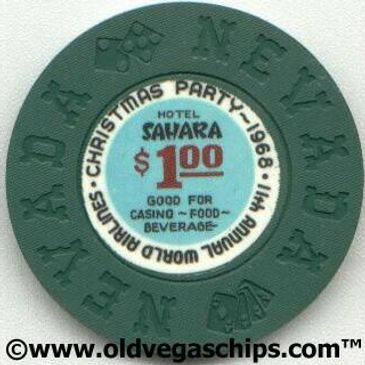 NEVADA
NEVADA
CHRISTMAS PARTY~1968 • 11th ANNUAL WORLD AIRLINES •
HOTEL
SAHARA
$1.00
GOOD FOR
CASINO ~ FOOD ~
BEVERAGE
©www.oldvegaschips.com™